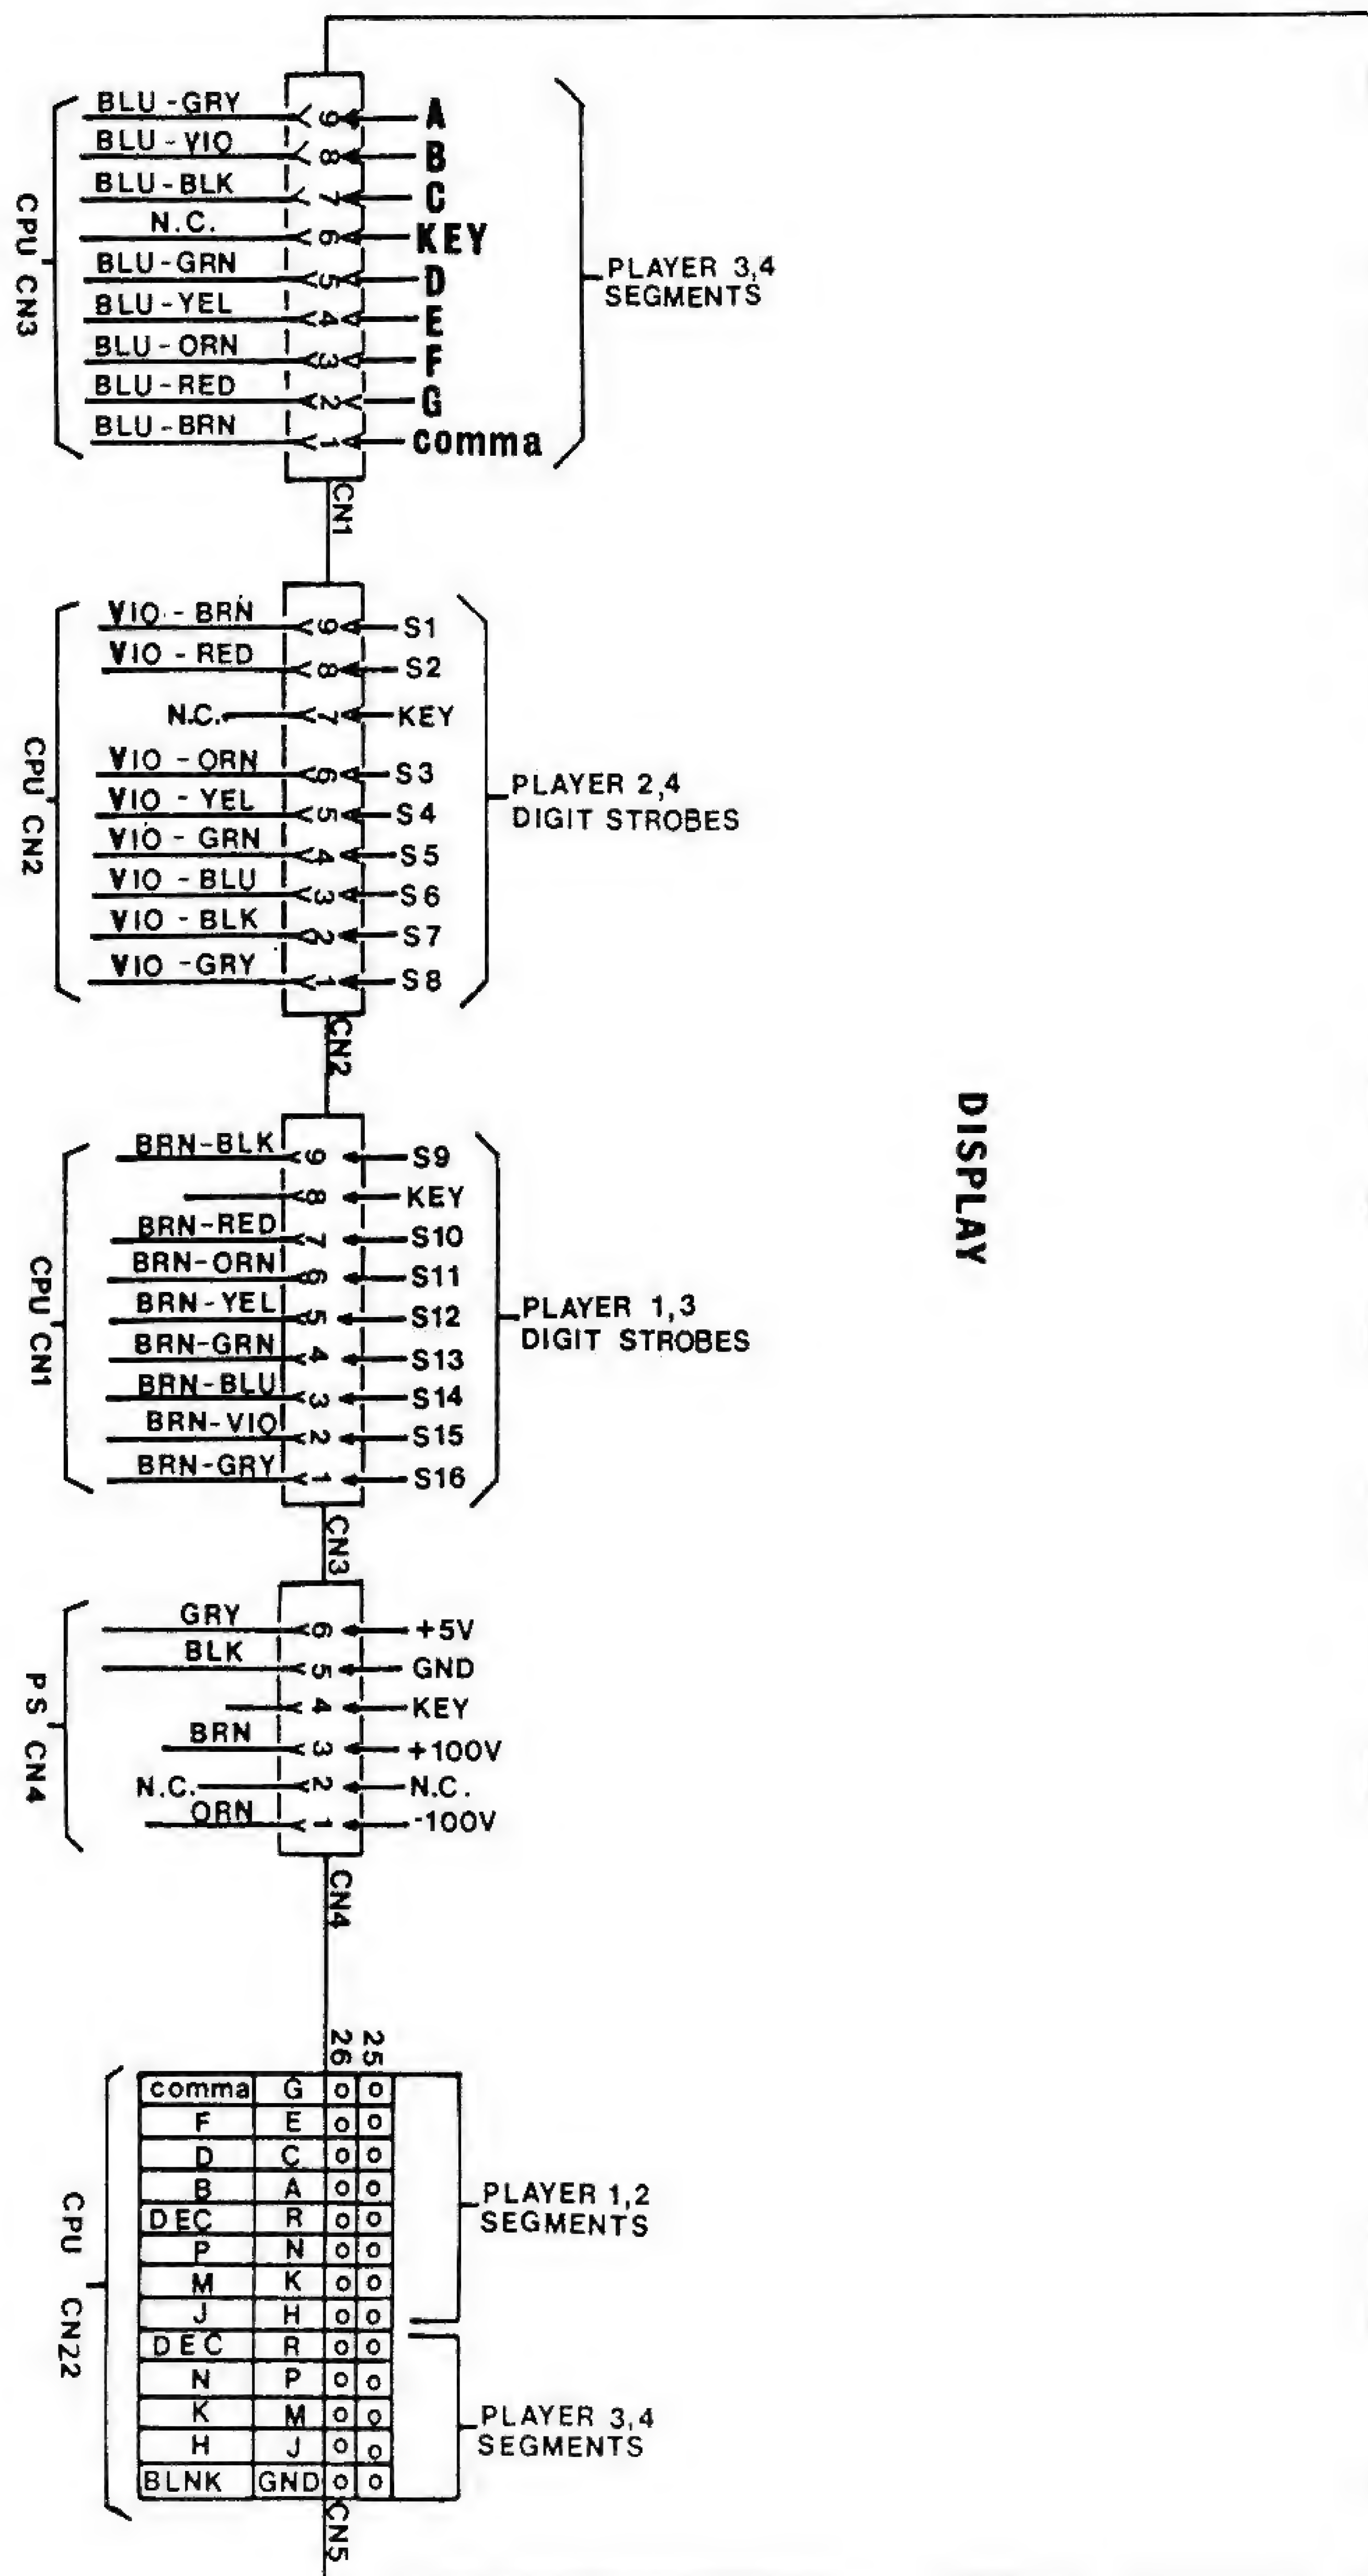 CPU CN3
BLU-GRY 9 A
BLU-VIO 8 B
BLU-BLK 7 C
N.C. 6 KEY
BLU-GRN 5 D
BLU-YEL 4 E
BLU-ORN 3 F
BLU-RED 2 G
BLU-BRN 1 comma
PLAYER 3,4
SEGMENTS
CN1
CPU CN2
VIO-BRN 9 S1
VIO-RED 8 S2
N.C. 7 KEY
VIO-ORN 6 S3
VIO-YEL 5 S4
VIO-GRN 4 S5
VIO-BLU 3 S6
VIO-BLK 2 S7
VIO-GRY 1 S8
PLAYER 2,4
DIGIT STROBES
CN2
DISPLAY
CPU CN1
BRN-BLK 9 S9
8 KEY
BRN-RED 7 S10
BRN-ORN 6 S11
BRN-YEL 5 S12
BRN-GRN 4 S13
BRN-BLU 3 S14
BRN-VIO 2 S15
BRN-GRY 1 S16
PLAYER 1,3
DIGIT STROBES
CN3
PS CN4
GRY 6 +5V
BLK 5 GND
4 KEY
BRN 3 +100V
N.C. 2 N.C.
ORN 1 -100V
CN4
26 25
CPU CN22
comma G
F E
D C
B A
DEC R
P N
M K
J H
DEC R
N P
K M
H J
BLNK GND
PLAYER 1,2
SEGMENTS
PLAYER 3,4
SEGMENTS
CN5